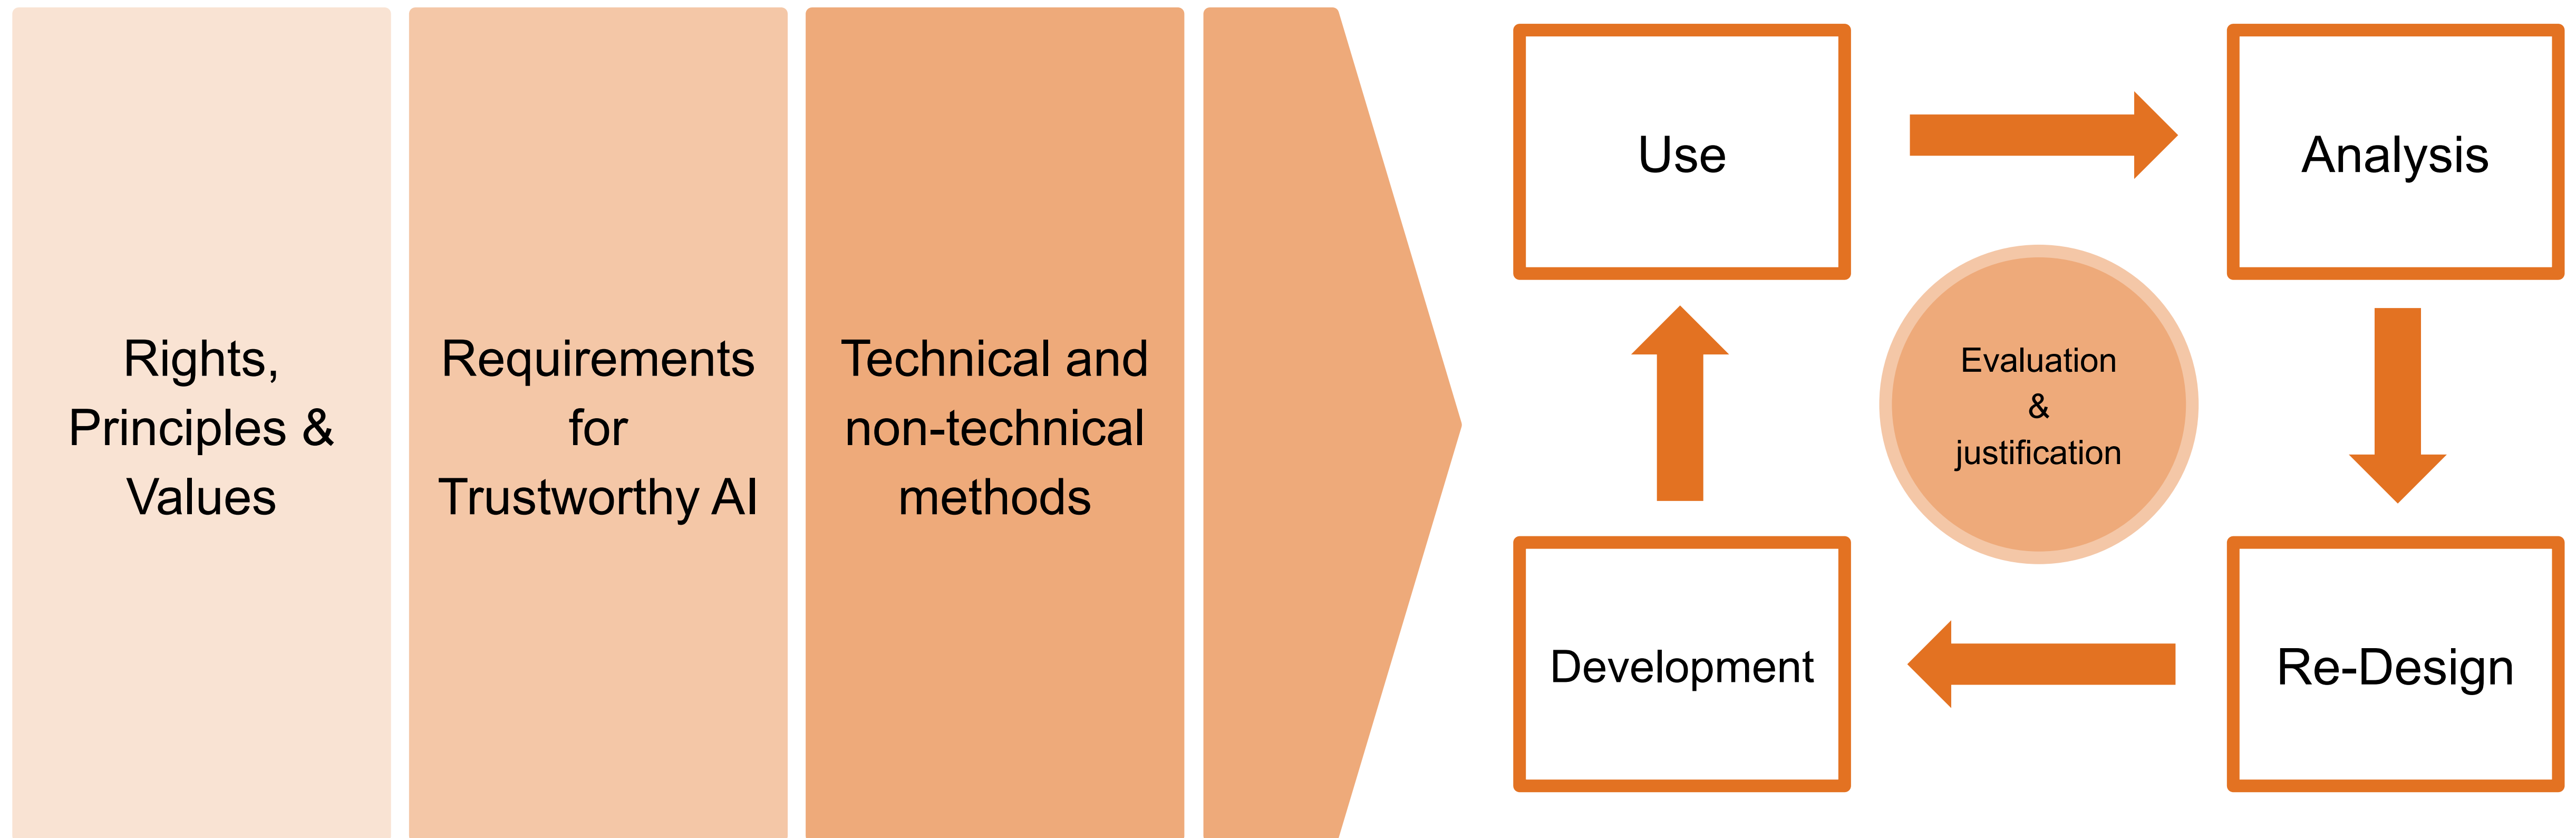 Rights,
Principles &
Values
Requirements
for
Trustworthy AI
Technical and
non-technical
methods
Use
Analysis
Evaluation
&
justification
Development
Re-Design